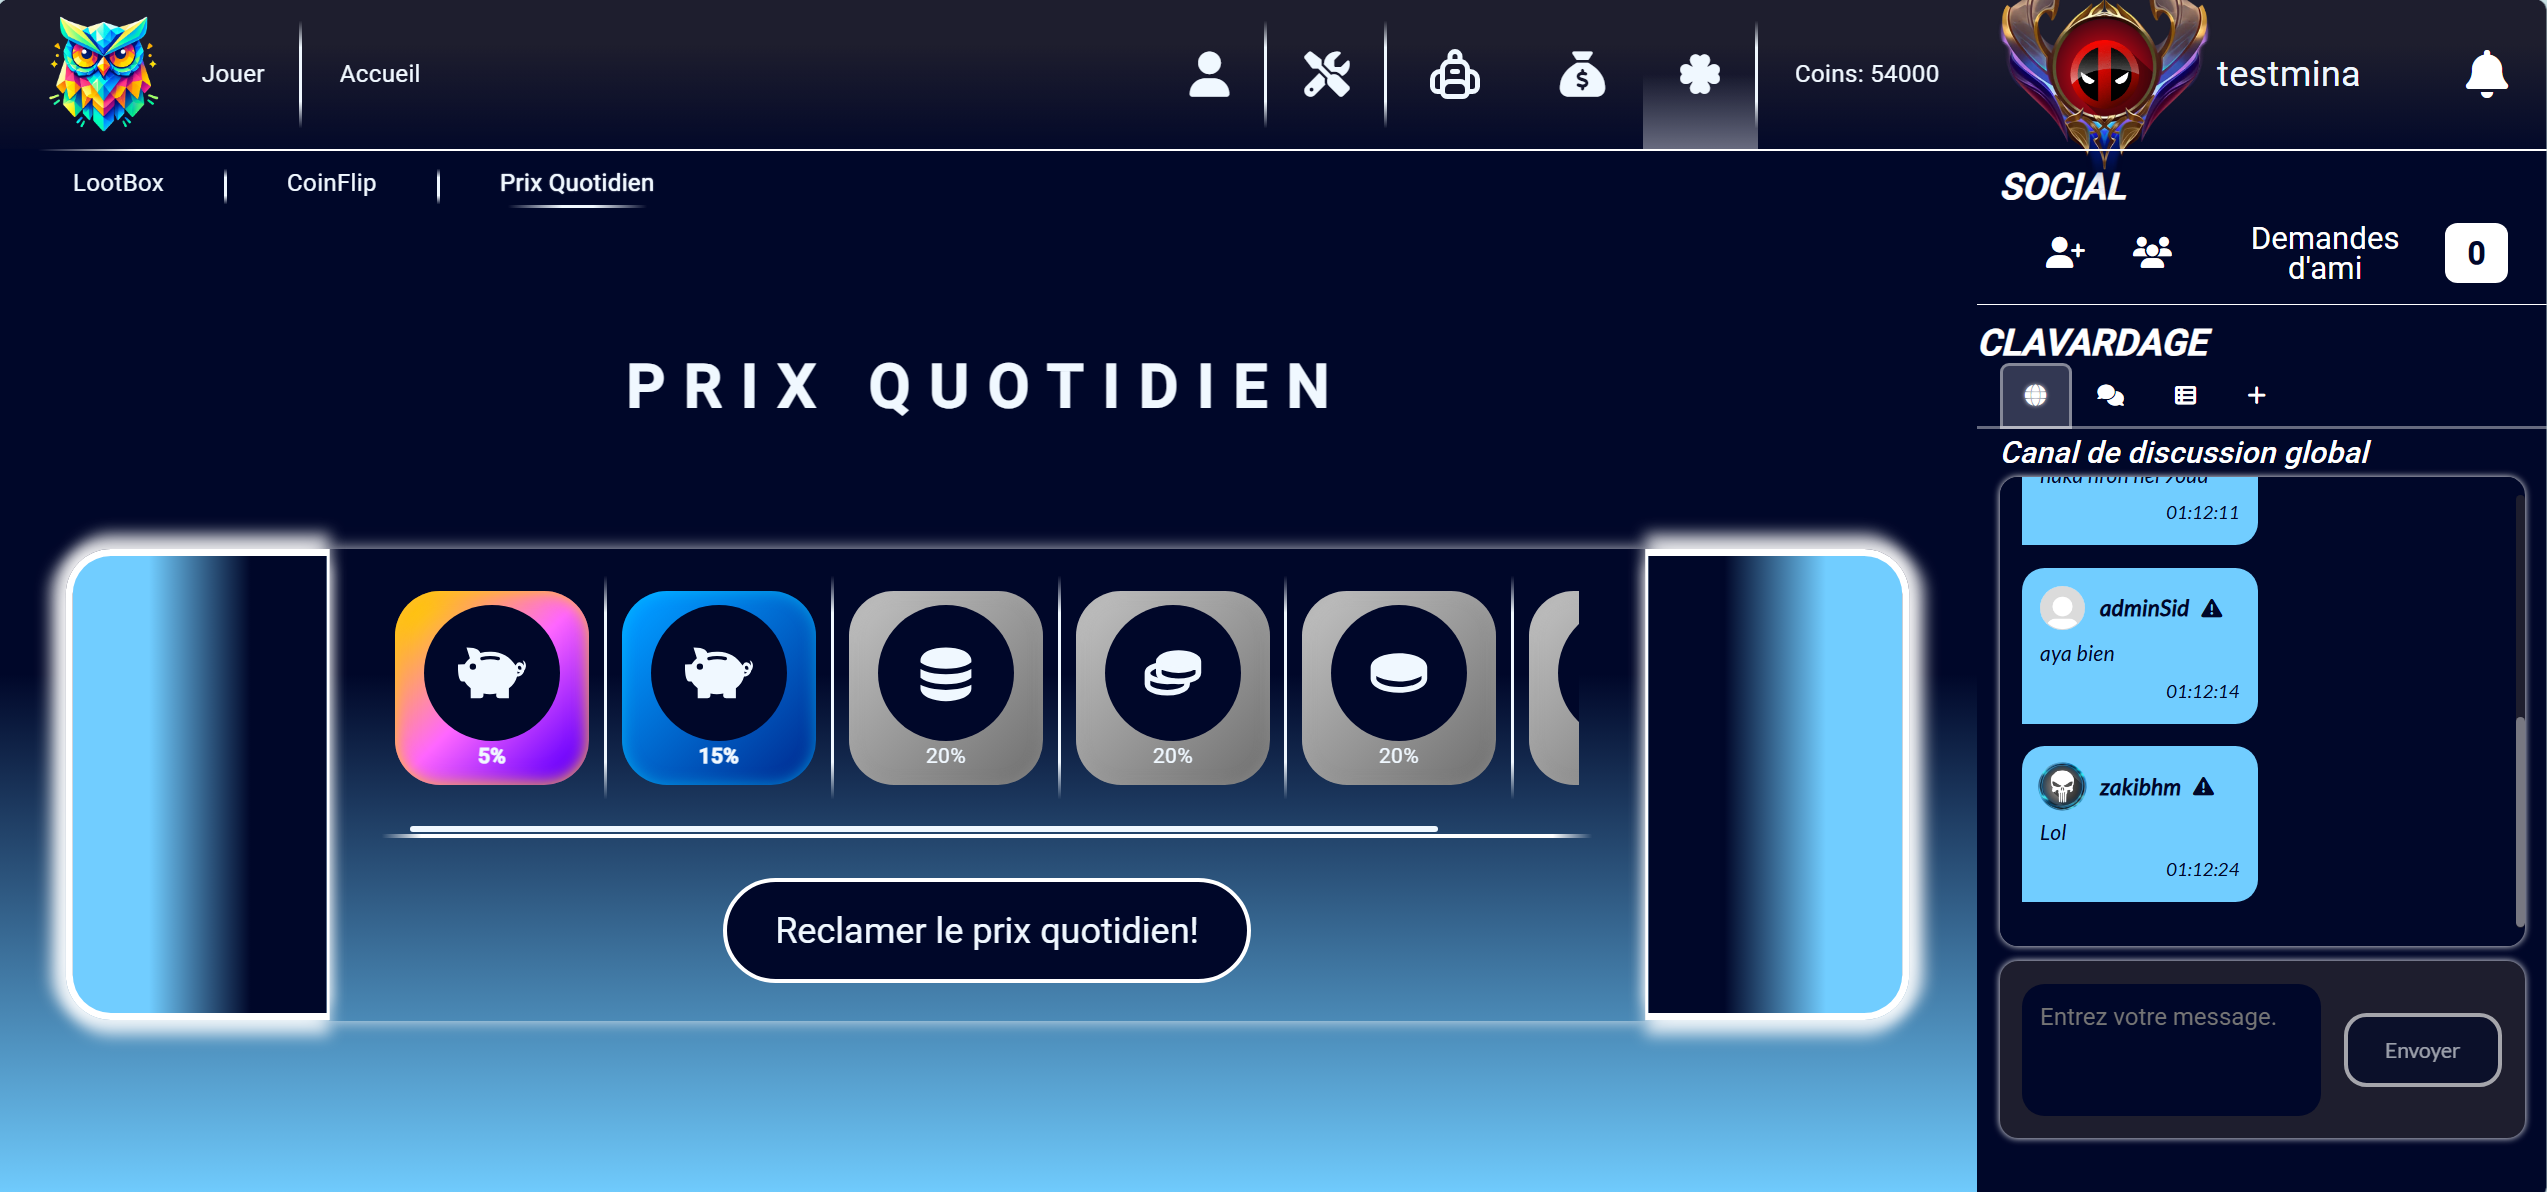 Jouer
Accueil
Coins: 54000
testmina
LootBox
CoinFlip
Prix Quotidien
PRIX QUOTIDIEN
5%
15%
20%
20%
20%
Reclamer le prix quotidien!
SOCIAL
Demandes
d'ami
0
CLAVARDAGE
Canal de discussion global
01:12:11
adminSid
aya bien
01:12:14
zakibhm
Lol
01:12:24
Entrez votre message.
Envoyer